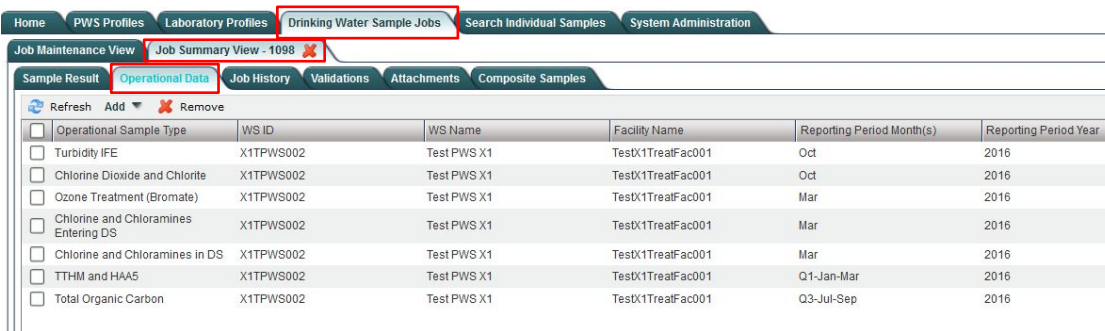 Home PWS Profiles Laboratory Profiles Drinking Water Sample Jobs Search Individual Samples System Administration
Job Maintenance View Job Summary View - 1098
Sample Result Operational Data Job History Validations Attachments Composite Samples
Refresh Add Remove
Operational Sample Type WS ID WS Name Facility Name Reporting Period Month(s) Reporting Period Year
Turbidity IFE X1TPWS002 Test PWS X1 TestX1TreatFac001 Oct 2016
Chlorine Dioxide and Chlorite X1TPWS002 Test PWS X1 TestX1TreatFac001 Oct 2016
Ozone Treatment (Bromate) X1TPWS002 Test PWS X1 TestX1TreatFac001 Mar 2016
Chlorine and Chloramines
Entering DS X1TPWS002 Test PWS X1 TestX1TreatFac001 Mar 2016
Chlorine and Chloramines in DS X1TPWS002 Test PWS X1 TestX1TreatFac001 Mar 2016
TTHM and HAA5 X1TPWS002 Test PWS X1 TestX1TreatFac001 Q1-Jan-Mar 2016
Total Organic Carbon X1TPWS002 Test PWS X1 TestX1TreatFac001 Q3-Jul-Sep 2016